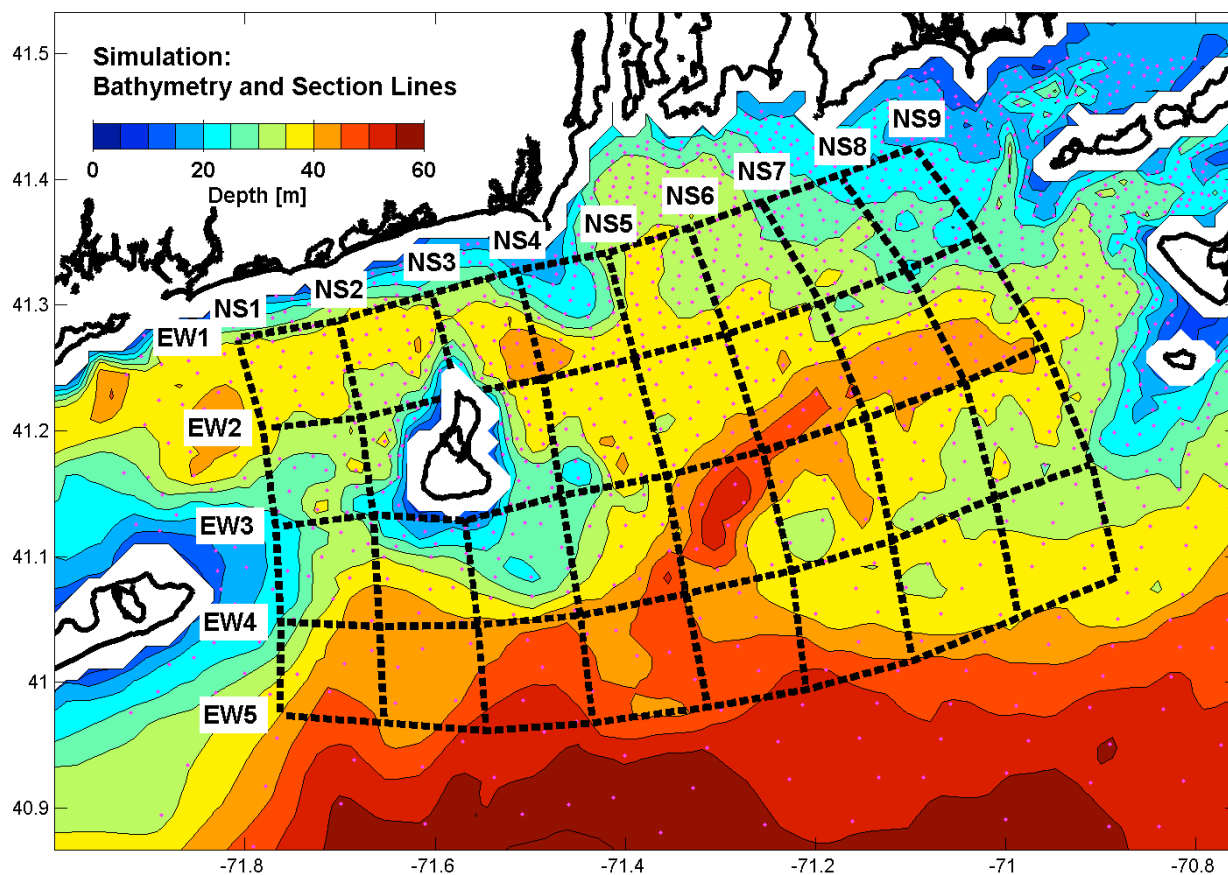 Simulation:
Bathymetry and Section Lines
0 20 40 60
Depth [m]
41.5
41.4
41.3
41.2
41.1
41
40.9
-71.8 -71.6 -71.4 -71.2 -71 -70.8
NS1
NS2
NS3
NS4
NS5
NS6
NS7
NS8
NS9
EW1
EW2
EW3
EW4
EW5